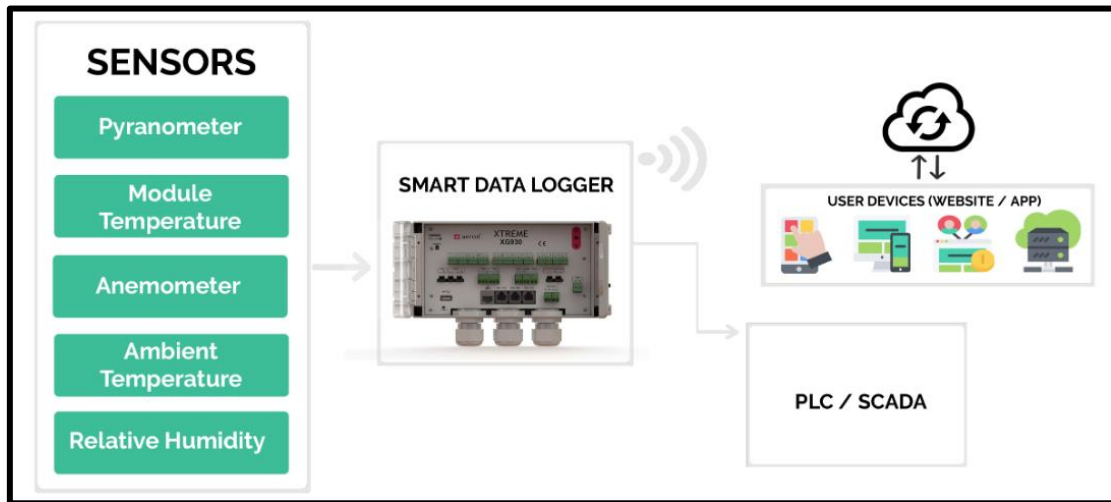 SENSORS
Pyranometer
Module
Temperature
Anemometer
Ambient
Temperature
Relative Humidity
SMART DATA LOGGER
XTREME
XG930
CE
USER DEVICES (WEBSITE / APP)
PLC / SCADA